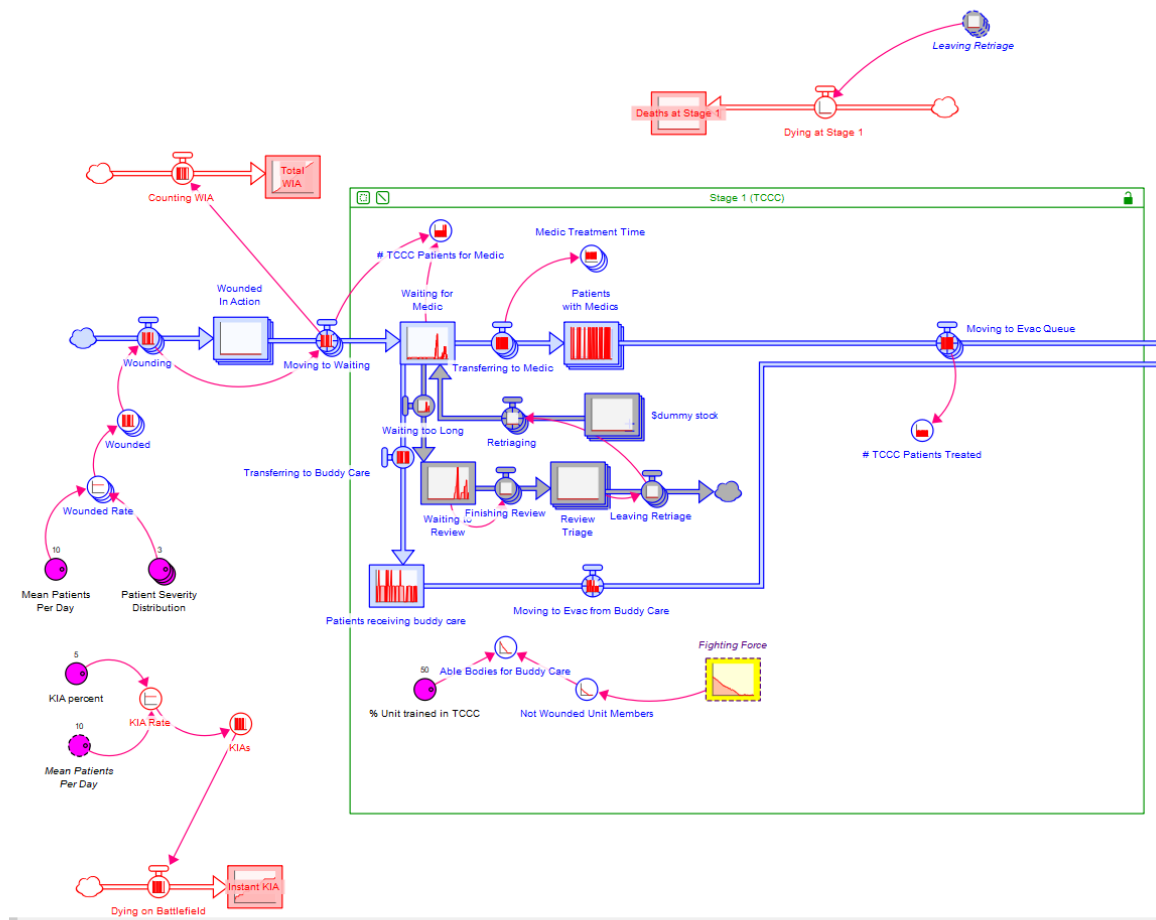 Leaving Retriage
Deaths at Stage 1
Dying at Stage 1
Total
WIA
Counting WIA
Stage 1 (TCCC)
# TCCC Patients for Medic
Medic Treatment Time
Wounded
In Action
Waiting for
Medic
Patients
with Medics
Moving to Evac Queue
Wounding
Moving to Waiting
Transferring to Medic
$dummy stock
Waiting too Long
Retriaging
Wounded
# TCCC Patients Treated
Transferring to Buddy Care
Wounded Rate
Waiting to
Review
Finishing Review
Review
Triage
Leaving Retriage
10
3
Mean Patients
Per Day
Patient Severity
Distribution
Patients receiving buddy care
Moving to Evac from Buddy Care
Fighting Force
5
KIA percent
50
Able Bodies for Buddy Care
% Unit trained in TCCC
Not Wounded Unit Members
KIA Rate
10
KIAs
Mean Patients
Per Day
Instant KIA
Dying on Battlefield